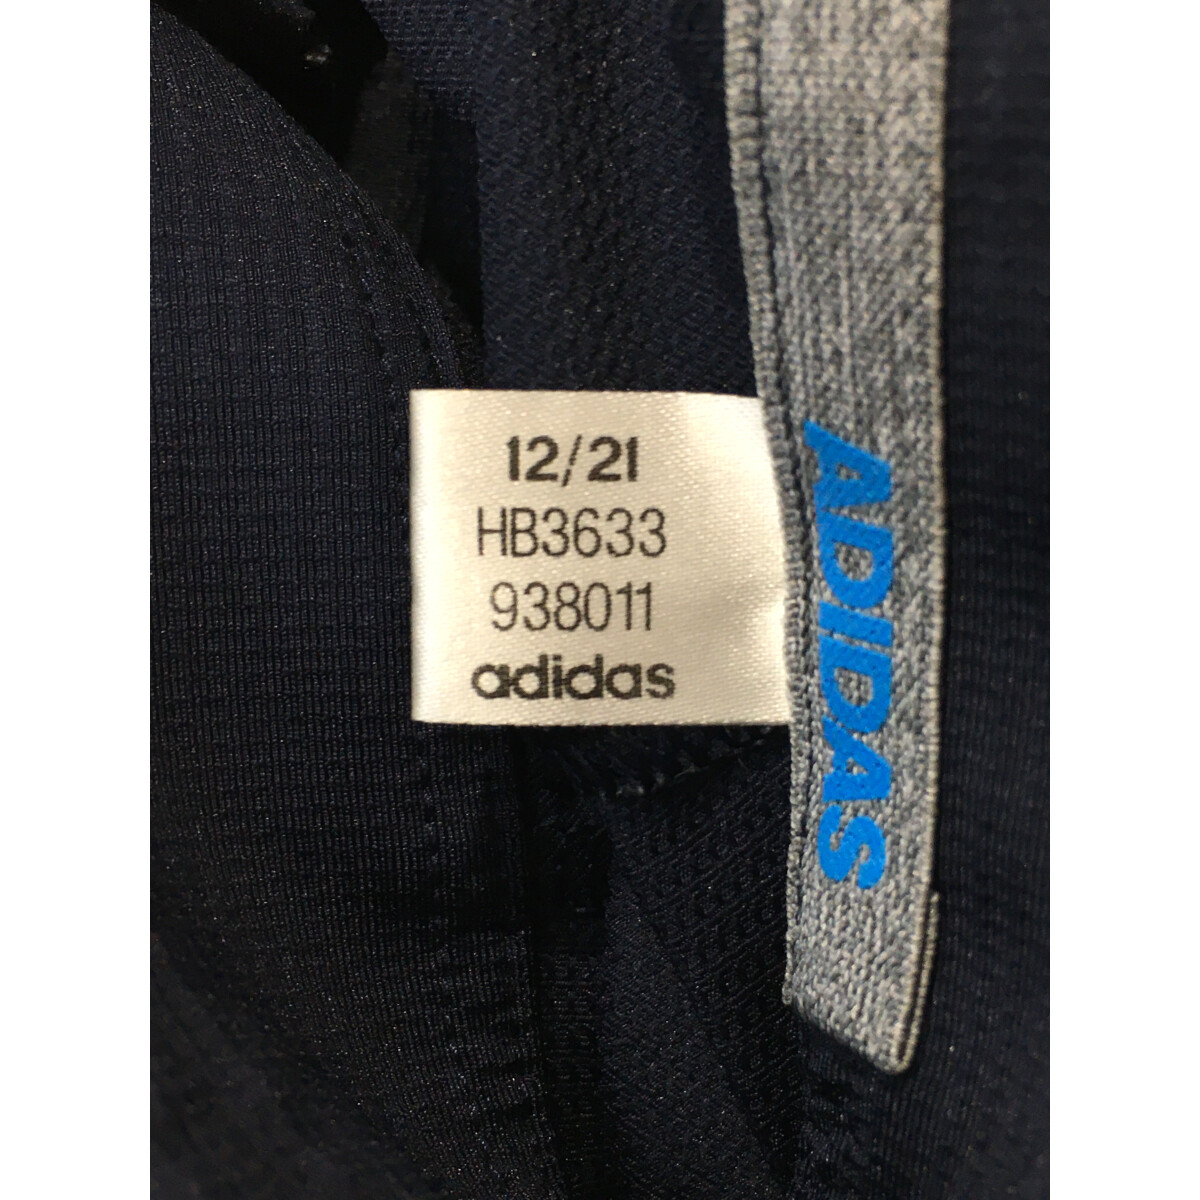 12/21
HB3633
938011
adidas
ADIDAS